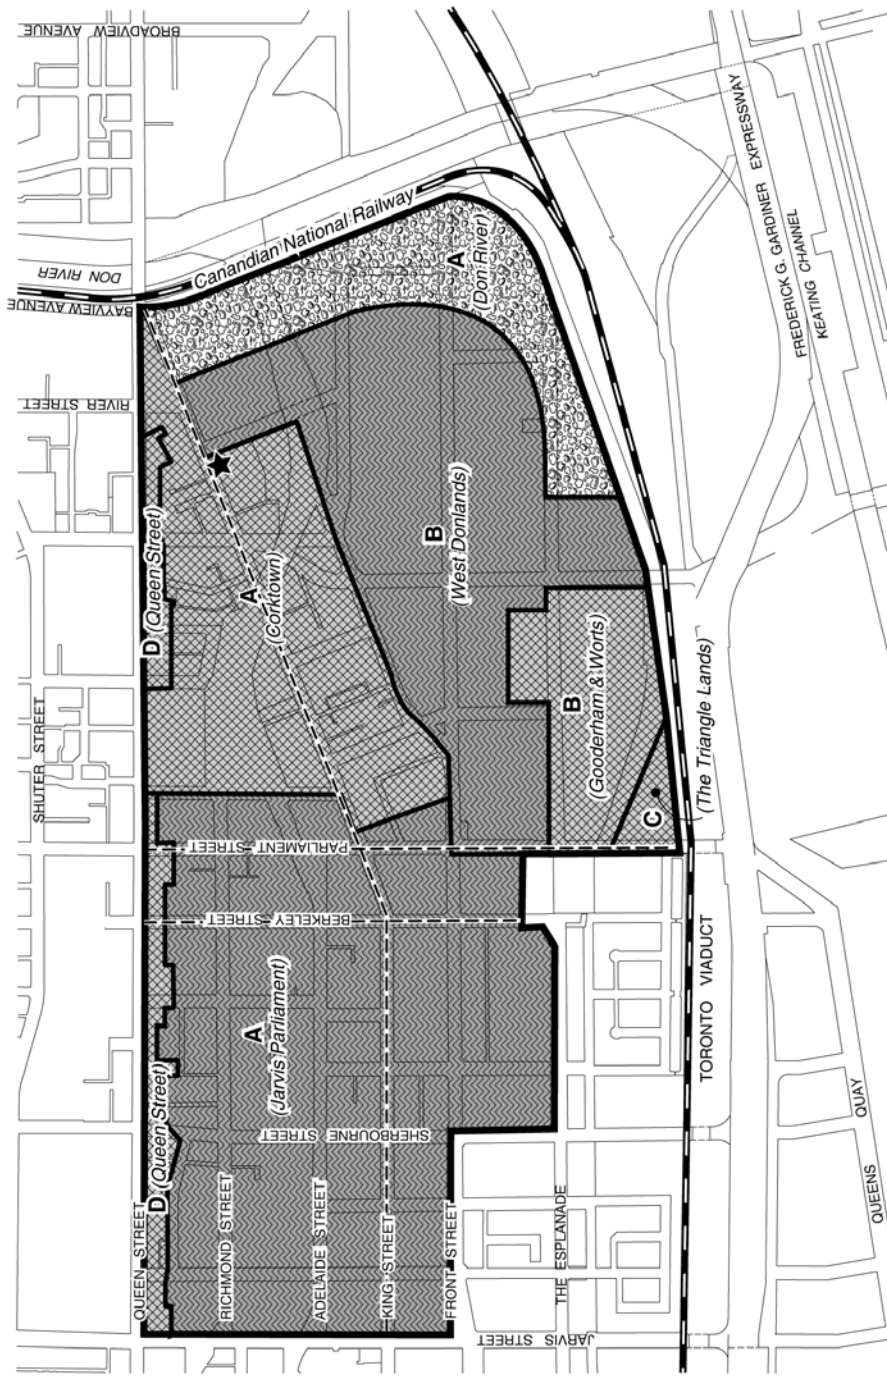 BROADVIEW AVENUE
DON RIVER
BAYVIEW AVENUE
Canandian National Railway
RIVER STREET
FREDERICK G. GARDINER EXPRESSWAY
KEATING CHANNEL
A
(Don River)
D (Queen Street)
A
(Corktown)
B
(West Donlands)
B
(Gooderham & Worts)
C
(The Triangle Lands)
SHUTER STREET
PARLIAMENT
STREET
BERKELEY STREET
A
(Jarvis Parliament)
D (Queen Street)
SHERBOURNE
STREET
QUEEN STREET
RICHMOND STREET
ADELAIDE STREET
KING STREET
FRONT STREET
THE ESPLANADE
JARVIS STREET
TORONTO VIADUCT
QUEENS QUAY